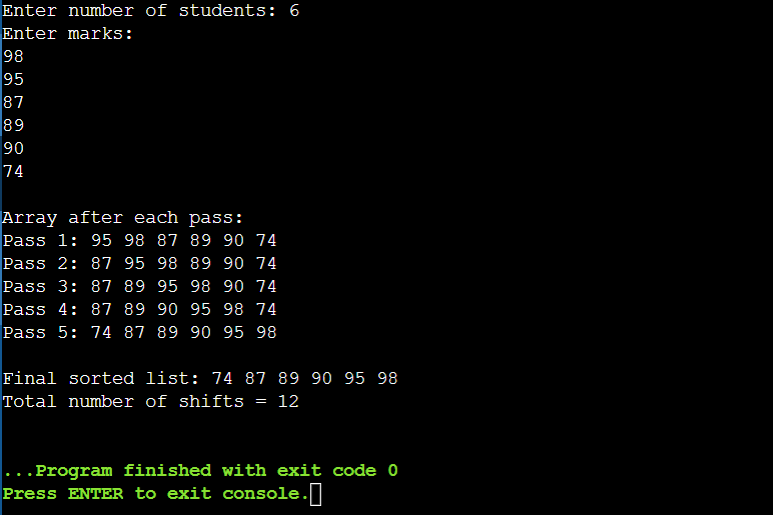 Enter number of students: 6
Enter marks:
98
95
87
89
90
74
Array after each pass:
Pass 1: 95 98 87 89 90 74
Pass 2: 87 95 98 89 90 74
Pass 3: 87 89 95 98 90 74
Pass 4: 87 89 90 95 98 74
Pass 5: 74 87 89 90 95 98
Final sorted list: 74 87 89 90 95 98
Total number of shifts = 12
...Program finished with exit code 0
Press ENTER to exit console.